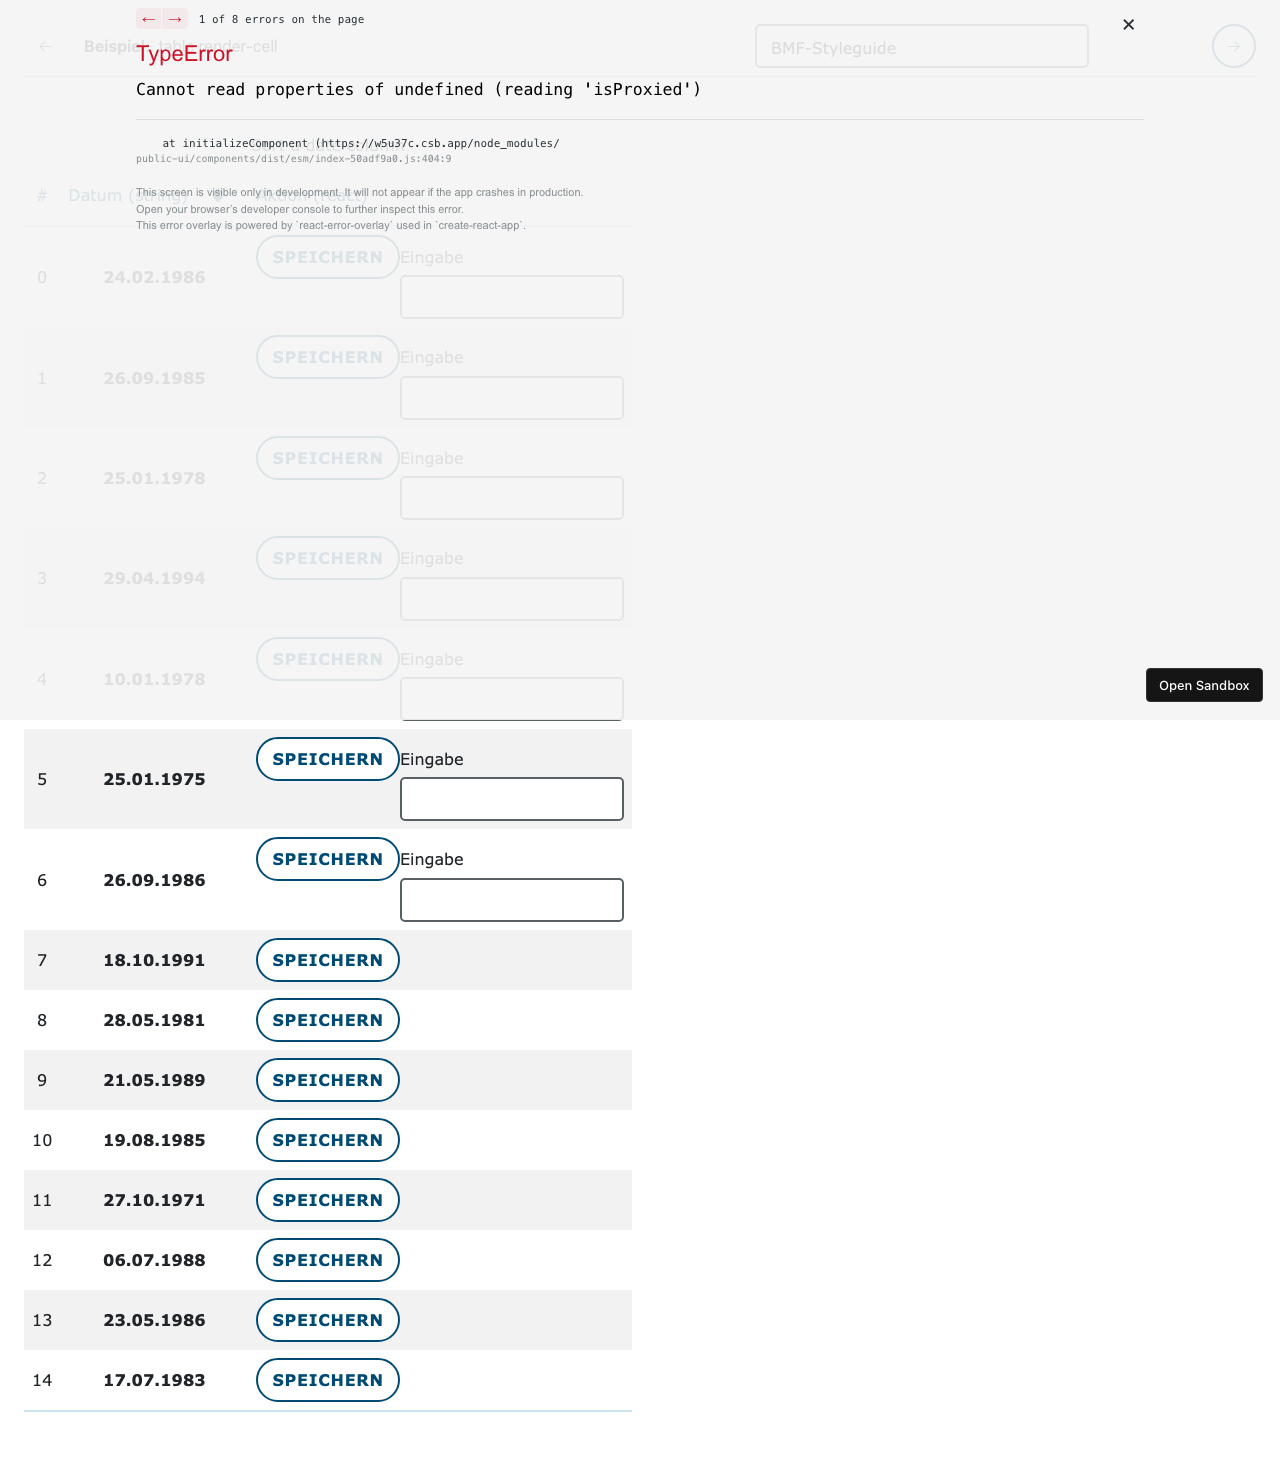 ← → 1 of 8 errors on the page
← Beispiel table render-cell BMF-Styleguide →
TypeError
Cannot read properties of undefined (reading 'isProxied')
at initializeComponent (https://w5u37c.csb.app/node_modules/
public-ui/components/dist/esm/index-50adf9a0.js:404:9
# Datum (string) Aktion (react)
This screen is visible only in development. It will not appear if the app crashes in production.
Open your browser's developer console to further inspect this error.
This error overlay is powered by `react-error-overlay` used in `create-react-app`.
0 24.02.1986 SPEICHERN Eingabe
1 26.09.1985 SPEICHERN Eingabe
2 25.01.1978 SPEICHERN Eingabe
3 29.04.1994 SPEICHERN Eingabe
4 10.01.1978 SPEICHERN Eingabe
Open Sandbox
5 25.01.1975 SPEICHERN Eingabe
6 26.09.1986 SPEICHERN Eingabe
7 18.10.1991 SPEICHERN
8 28.05.1981 SPEICHERN
9 21.05.1989 SPEICHERN
10 19.08.1985 SPEICHERN
11 27.10.1971 SPEICHERN
12 06.07.1988 SPEICHERN
13 23.05.1986 SPEICHERN
14 17.07.1983 SPEICHERN